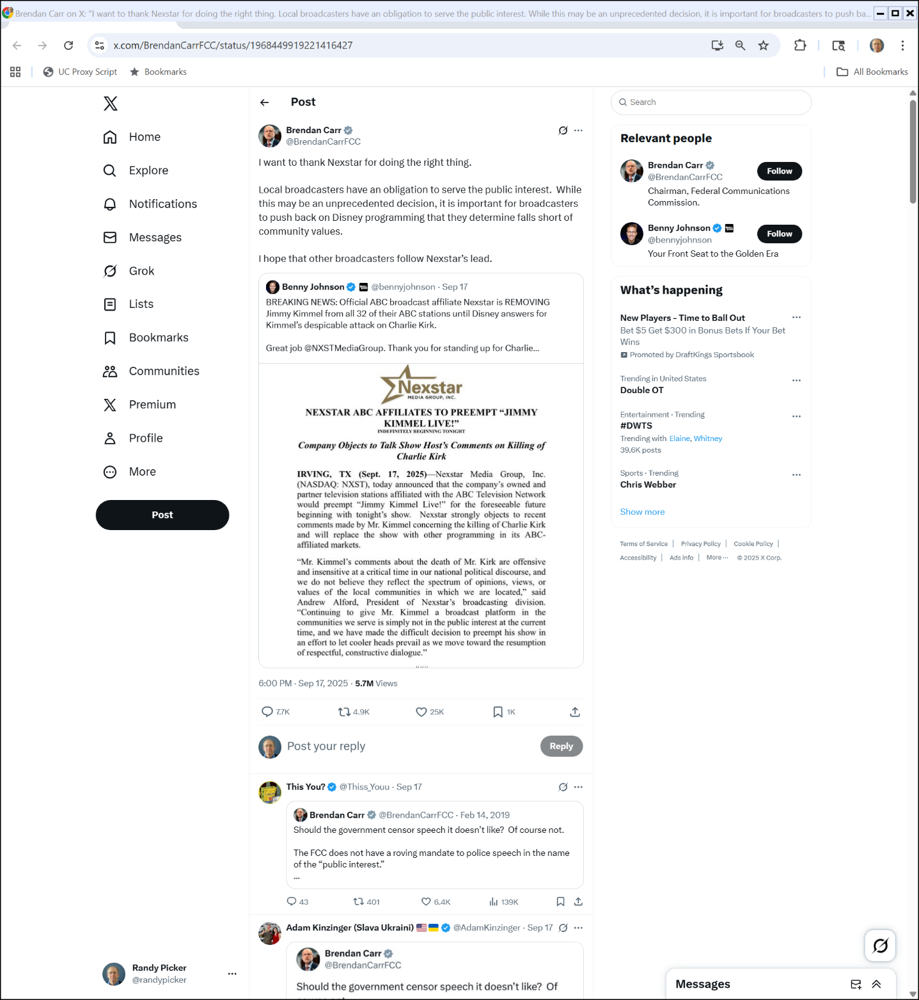 Brendan Carr on X: "I want to thank Nexstar for doing the right thing. Local broadcasters have an obligation to serve the public interest. While this may be an unprecedented decision, it is important for broadcasters to push ba...
x.com/BrendanCarrFCC/status/1968449919221416427
UC Proxy Script
Bookmarks
All Bookmarks
Home
Explore
Notifications
Messages
Grok
Lists
Bookmarks
Communities
Premium
Profile
More
Post
Randy Picker
@randypicker
Post
Brendan Carr
@BrendanCarrFCC
I want to thank Nexstar for doing the right thing.
Local broadcasters have an obligation to serve the public interest.  While
this may be an unprecedented decision, it is important for broadcasters
to push back on Disney programming that they determine falls short of
community values.
I hope that other broadcasters follow Nexstar’s lead.
Benny Johnson @bennyjohnson · Sep 17
BREAKING NEWS: Official ABC broadcast affiliate Nexstar is REMOVING
Jimmy Kimmel from all 32 of their ABC stations until Disney answers for
Kimmel’s despicable attack on Charlie Kirk.
Great job @NXSTMediaGroup. Thank you for standing up for Charlie...
Nexstar
MEDIA GROUP, INC.
NEXSTAR ABC AFFILIATES TO PREEMPT “JIMMY
KIMMEL LIVE!”
INDEFINITELY BEGINNING TONIGHT
Company Objects to Talk Show Host’s Comments on Killing of
Charlie Kirk
IRVING, TX (Sept. 17, 2025)—Nexstar Media Group, Inc.
(NASDAQ: NXST), today announced that the company’s owned and
partner television stations affiliated with the ABC Television Network
would preempt “Jimmy Kimmel Live!” for the foreseeable future
beginning with tonight’s show.  Nexstar strongly objects to recent
comments made by Mr. Kimmel concerning the killing of Charlie Kirk
and will replace the show with other programming in its ABC-
affiliated markets.
“Mr. Kimmel’s comments about the death of Mr. Kirk are offensive
and insensitive at a critical time in our national political discourse, and
we do not believe they reflect the spectrum of opinions, views, or
values of the local communities in which we are located,” said
Andrew Alford, President of Nexstar’s broadcasting division.
“Continuing to give Mr. Kimmel a broadcast platform in the
communities we serve is simply not in the public interest at the current
time, and we have made the difficult decision to preempt his show in
an effort to let cooler heads prevail as we move toward the resumption
of respectful, constructive dialogue.”
6:00 PM · Sep 17, 2025 · 5.7M Views
7.7K 4.9K 25K 1K
Post your reply
Reply
This You? @Thiss_Youu · Sep 17
Brendan Carr @BrendanCarrFCC · Feb 14, 2019
Should the government censor speech it doesn’t like?  Of course not.
The FCC does not have a roving mandate to police speech in the name
of the “public interest.”
...
43 401 6.4K 139K
Adam Kinzinger (Slava Ukraini) @AdamKinzinger · Sep 17
Brendan Carr
@BrendanCarrFCC
Should the government censor speech it doesn’t like?  Of
Search
Relevant people
Brendan Carr
@BrendanCarrFCC
Follow
Chairman, Federal Communications
Commission.
Benny Johnson
@bennyjohnson
Follow
Your Front Seat to the Golden Era
What’s happening
New Players - Time to Ball Out
Bet $5 Get $300 in Bonus Bets If Your Bet
Wins
Promoted by DraftKings Sportsbook
Trending in United States
Double OT
Entertainment · Trending
#DWTS
Trending with Elaine, Whitney
39.6K posts
Sports · Trending
Chris Webber
Show more
Terms of Service | Privacy Policy | Cookie Policy |
Accessibility | Ads info | More ··· © 2025 X Corp.
Messages